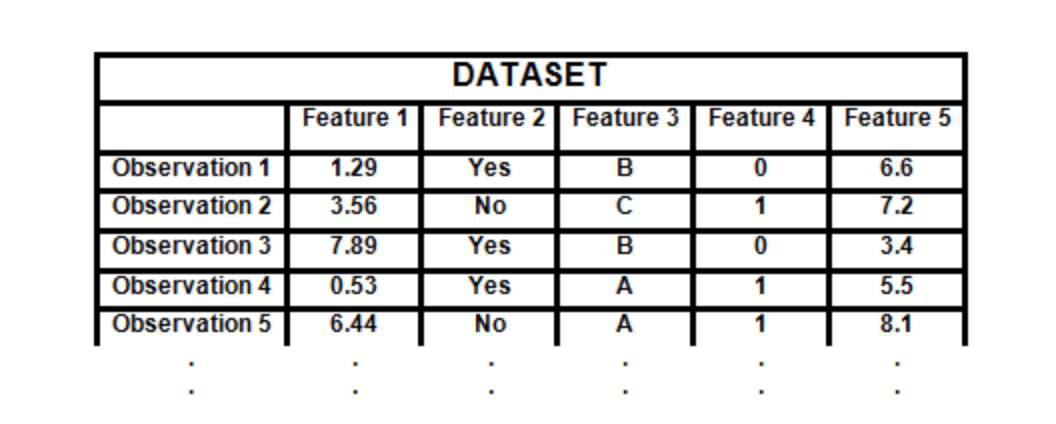 DATASET
Feature 1 Feature 2 Feature 3 Feature 4 Feature 5
Observation 1 1.29 Yes B 0 6.6
Observation 2 3.56 No C 1 7.2
Observation 3 7.89 Yes B 0 3.4
Observation 4 0.53 Yes A 1 5.5
Observation 5 6.44 No A 1 8.1
. . . . . .
. . . . . .